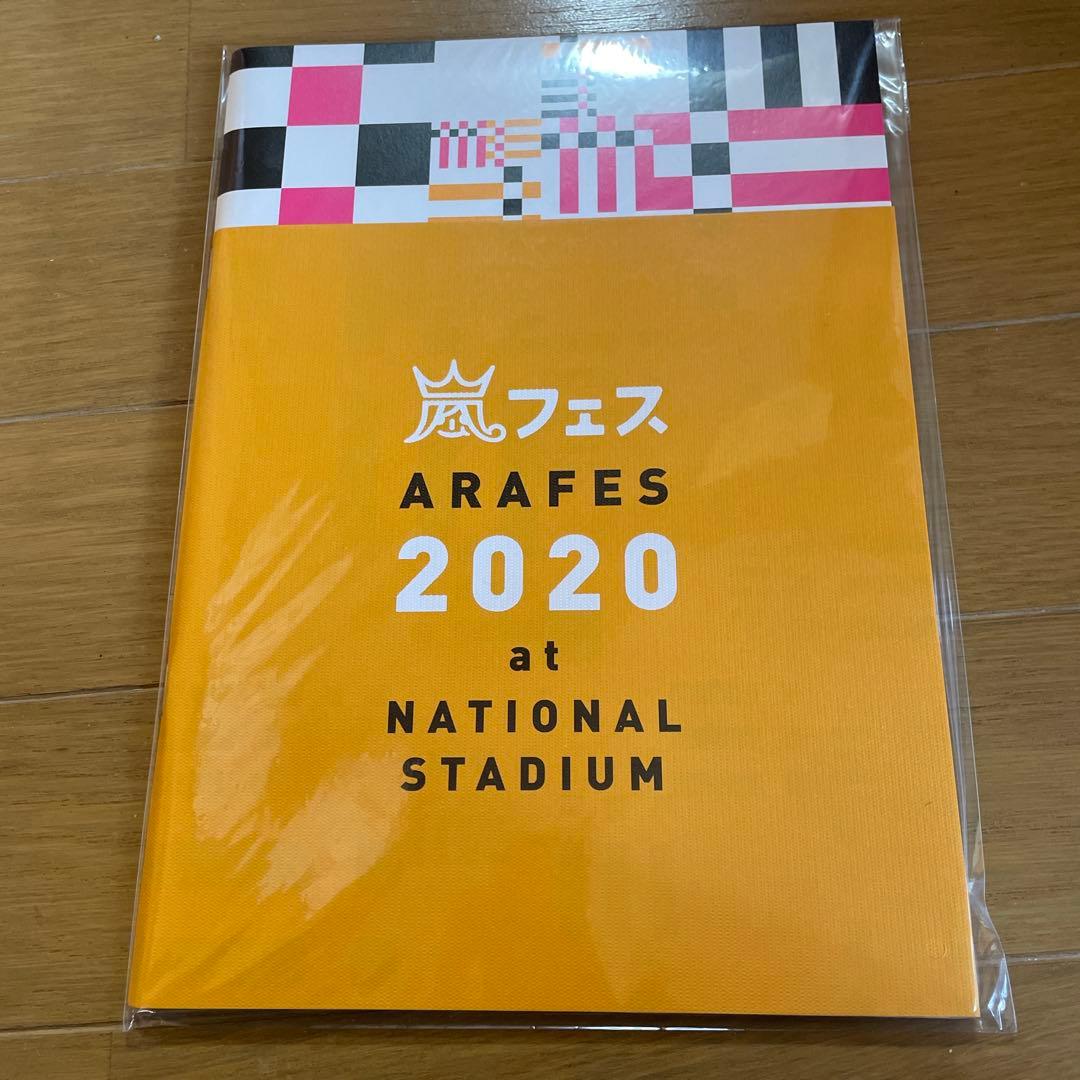 嵐フェス
ARAFES
2020
at
NATIONAL
STADIUM